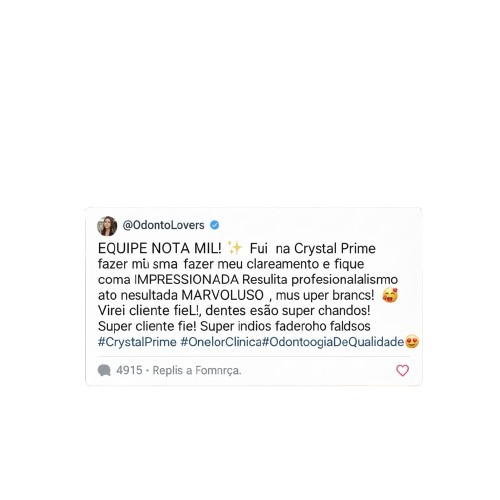 @OdontoLovers
EQUIPE NOTA MIL! ✨ Fui na Crystal Prime
fazer sma fazer meu clareamento e fique
coma IMPRESSIONADA Resulita profesionalalismo
ato nesultada MARVOLUSO , mus uper brancs! 🥰
Virei cliente fieL!, dentes esão super chandos!
Super cliente fie! Super indios faderoho faldsos
#CrystalPrime #OnelorClinica#OdontoogiaDeQualidade😍
4915 · Replis a Fomnrça.